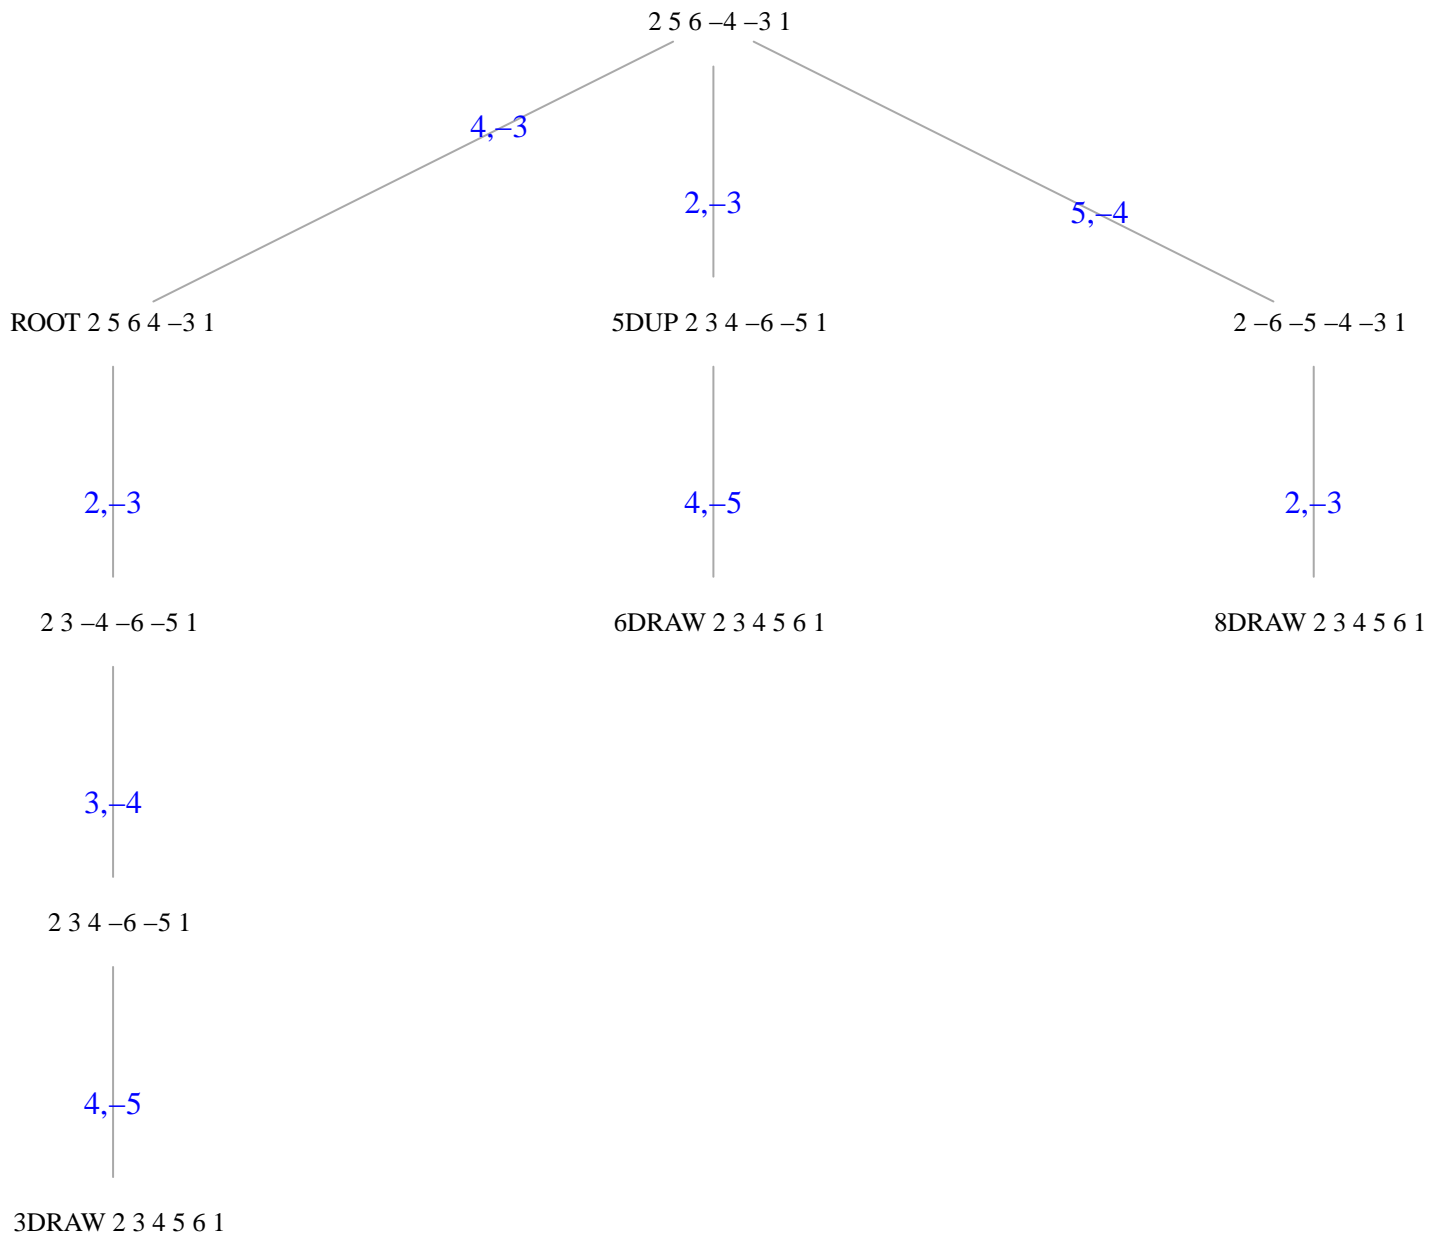 2 5 6 –4 –3 1
4,–3
2,–3
5,–4
ROOT 2 5 6 4 –3 1
5DUP 2 3 4 –6 –5 1
2 –6 –5 –4 –3 1
2,–3
4,–5
2,–3
2 3 –4 –6 –5 1
6DRAW 2 3 4 5 6 1
8DRAW 2 3 4 5 6 1
3,–4
2 3 4 –6 –5 1
4,–5
3DRAW 2 3 4 5 6 1